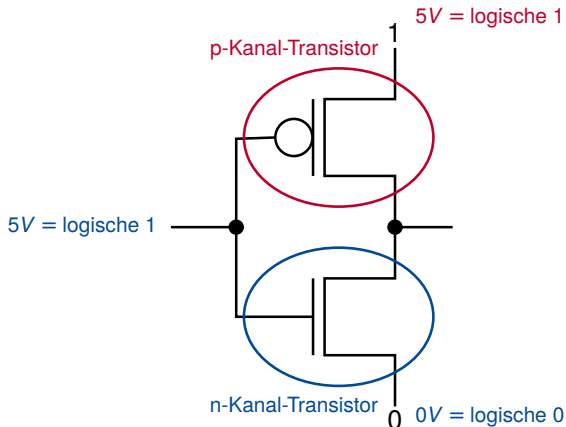 5V = logische 1
1
p-Kanal-Transistor
5V = logische 1
n-Kanal-Transistor
0
0V = logische 0